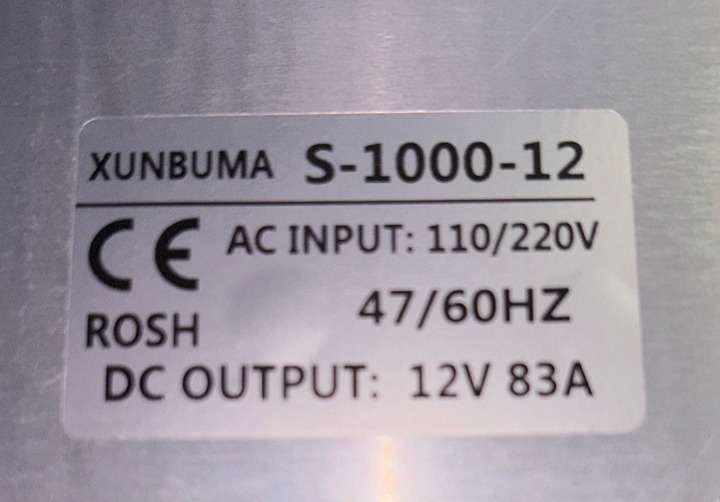 XUNBUMA S-1000-12
CE AC INPUT: 110/220V
47/60HZ
ROSH
DC OUTPUT: 12V 83A